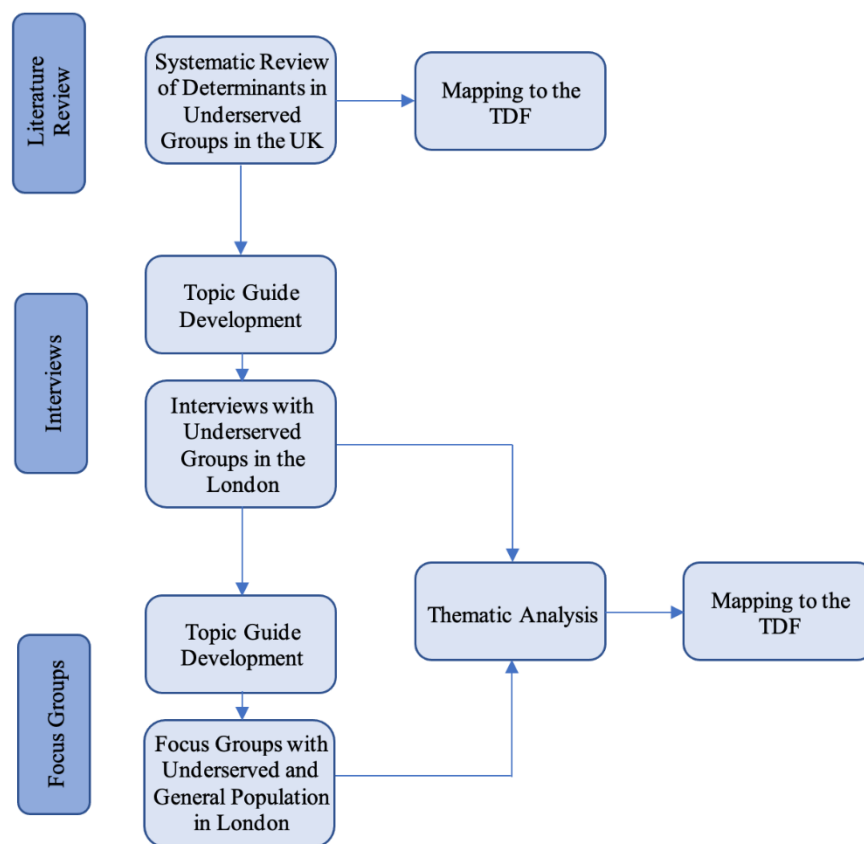 Literature
Review
Systematic Review
of Determinants in
Underserved
Groups in the UK
Mapping to the
TDF
Interviews
Topic Guide
Development
Interviews with
Underserved
Groups in the
London
Thematic Analysis
Mapping to the
TDF
Focus Groups
Topic Guide
Development
Focus Groups with
Underserved and
General Population
in London